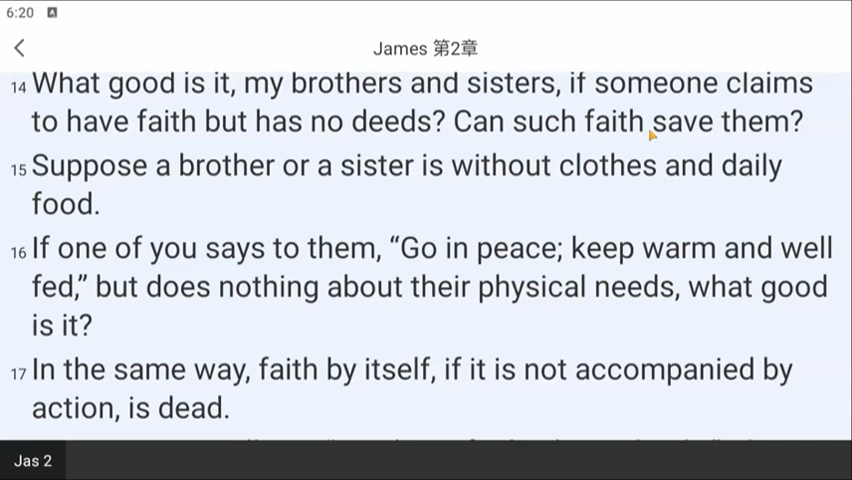 6:20
James 第2章
14 What good is it, my brothers and sisters, if someone claims
to have faith but has no deeds? Can such faith save them?
15 Suppose a brother or a sister is without clothes and daily
food.
16 If one of you says to them, “Go in peace; keep warm and well
fed,” but does nothing about their physical needs, what good
is it?
17 In the same way, faith by itself, if it is not accompanied by
action, is dead.
Jas 2